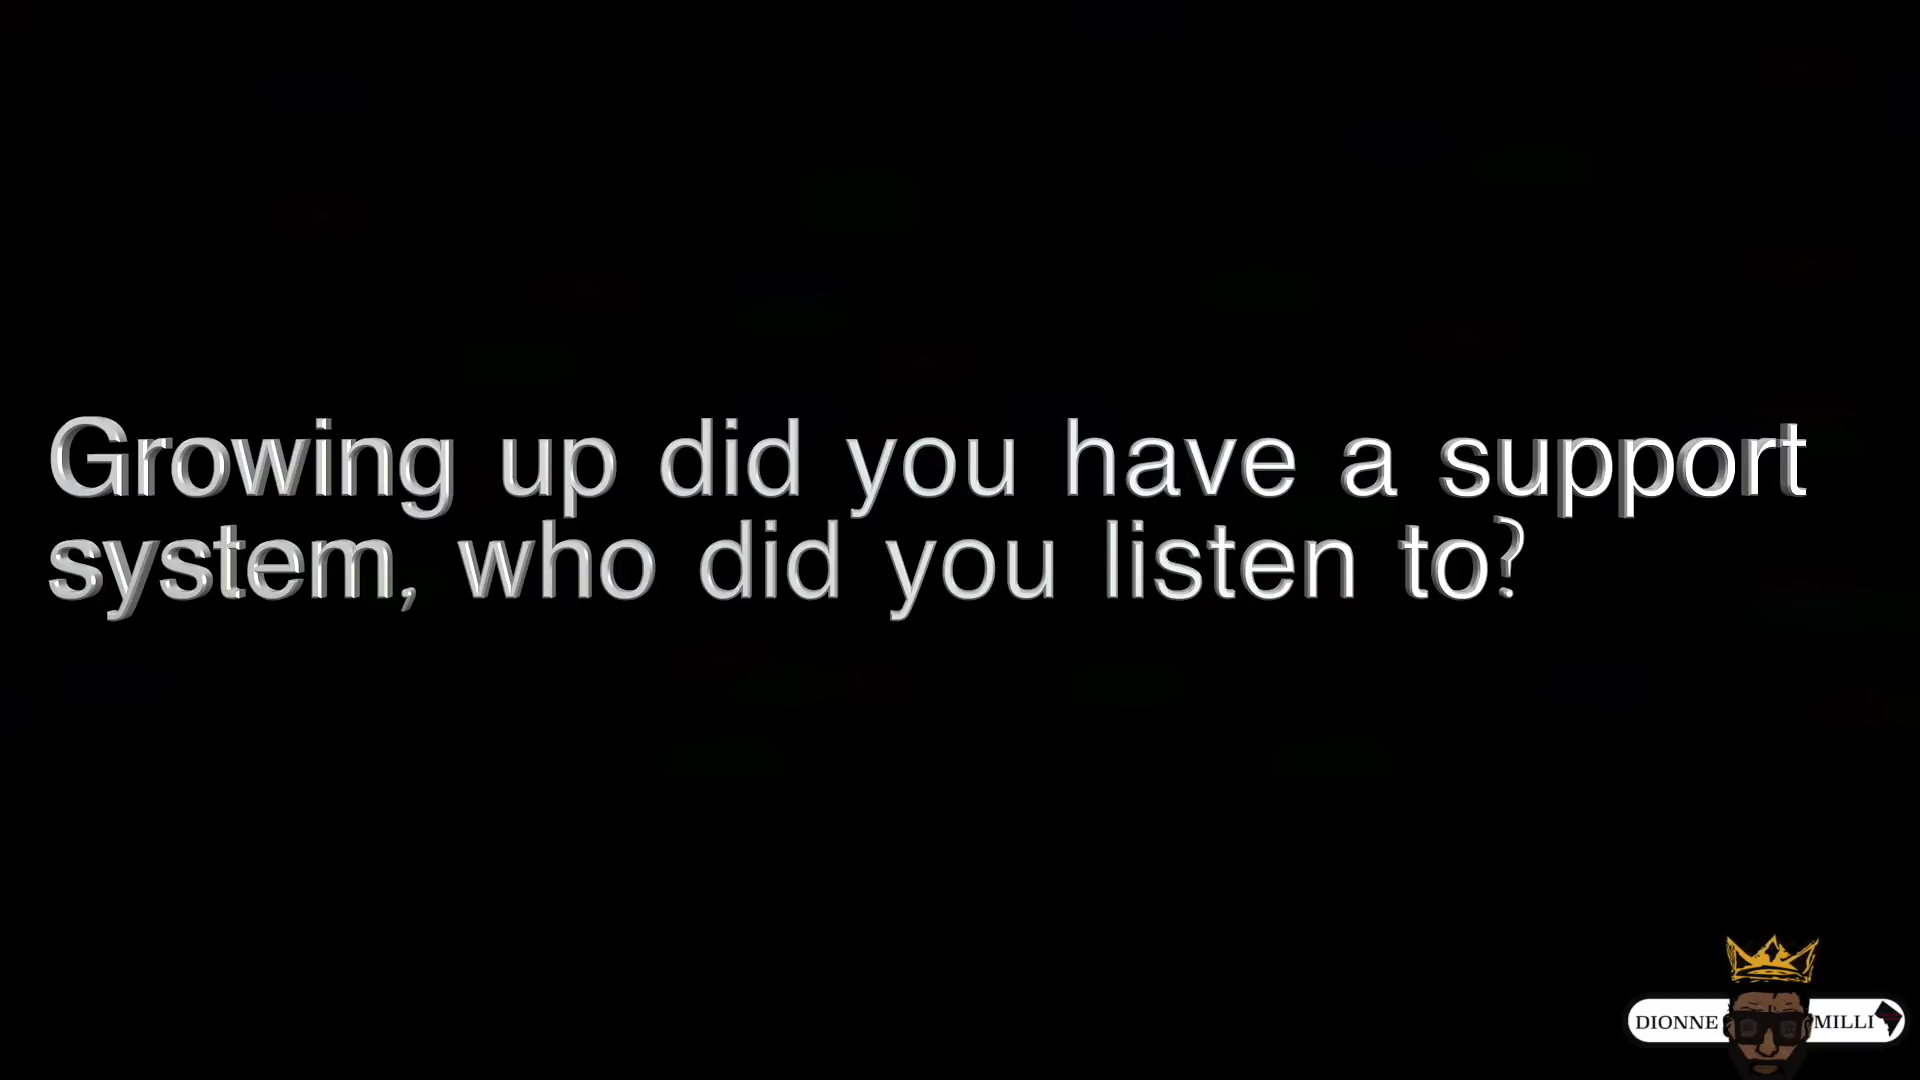 Growing up did you have a support
system, who did you listen to?
DIONNE MILLI